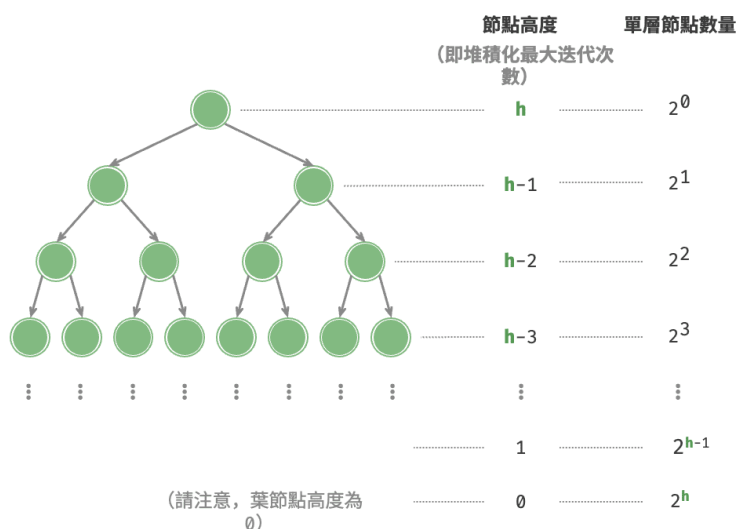 節點高度 單層節點數量
（即堆積化最大迭代次
數）
h 2^0
h-1 2^1
h-2 2^2
h-3 2^3
1 2^h-1
（請注意，葉節點高度為 0 2^h
0）